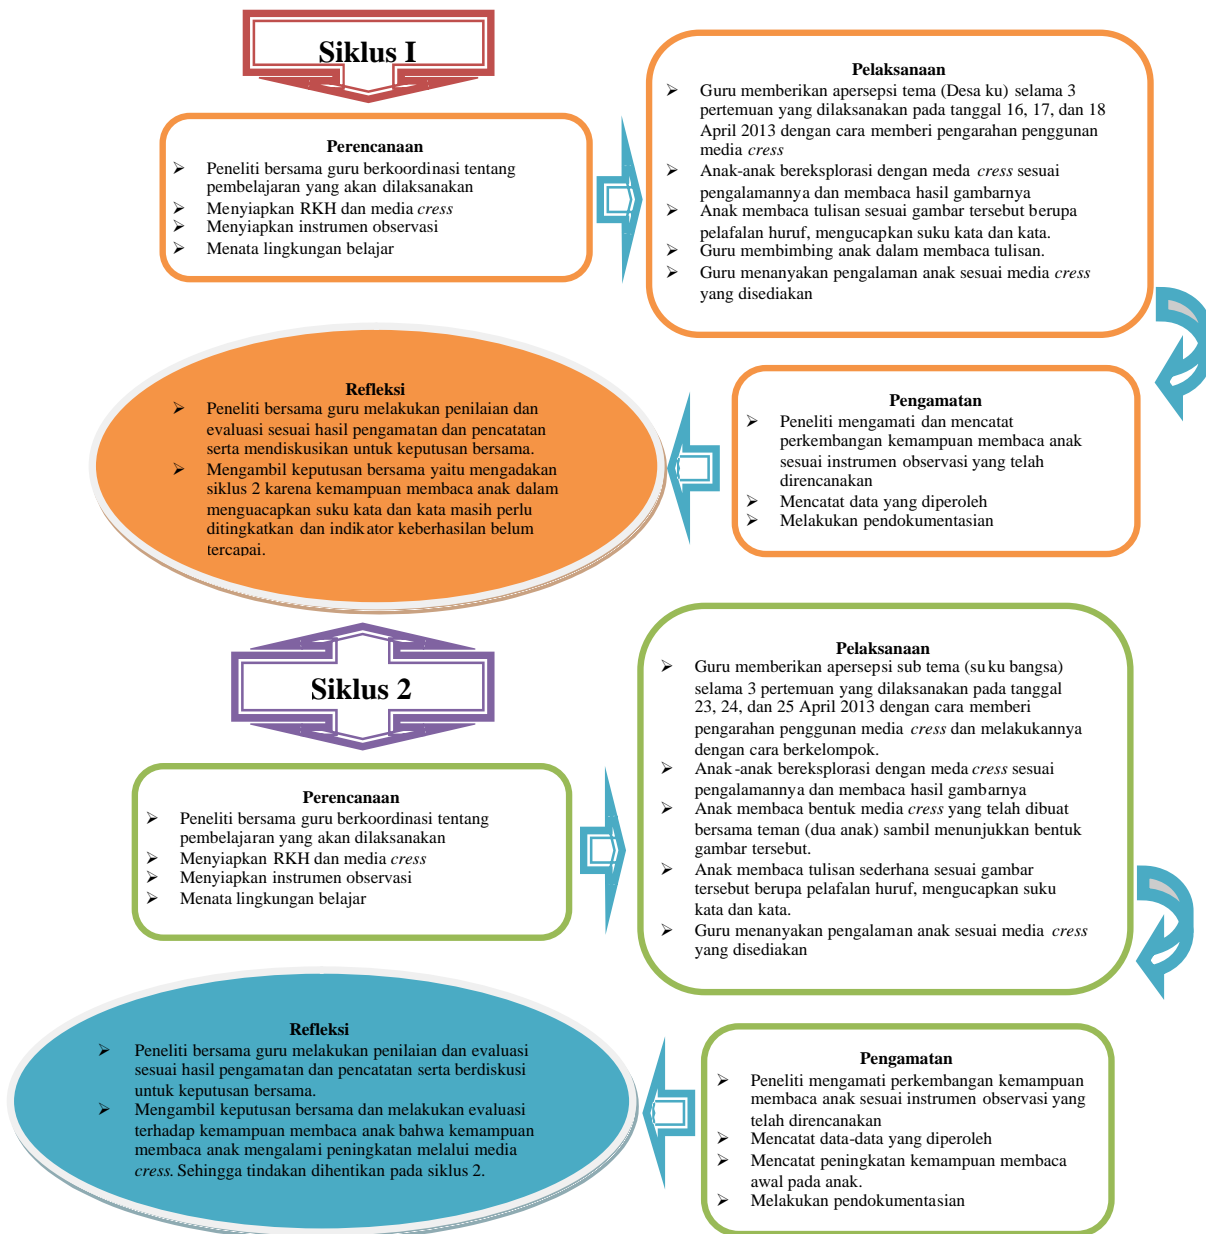 Siklus I
Perencanaan
➢ Peneliti bersama guru berkoordinasi tentang
pembelajaran yang akan dilaksanakan
➢ Menyiapkan RKH dan media cress
➢ Menyiapkan instrumen observasi
➢ Menata lingkungan belajar
Pelaksanaan
➢ Guru memberikan apersepsi tema (Desa ku) selama 3
pertemuan yang dilaksanakan pada tanggal 16, 17, dan 18
April 2013 dengan cara memberi pengarahan penggunan
media cress
➢ Anak-anak bereksplorasi dengan meda cress sesuai
pengalamannya dan membaca hasil gambarnya
➢ Anak membaca tulisan sesuai gambar tersebut berupa
pelafalan huruf, mengucapkan suku kata dan kata.
➢ Guru membimbing anak dalam membaca tulisan.
➢ Guru menanyakan pengalaman anak sesuai media cress
yang disediakan
Pengamatan
➢ Peneliti mengamati dan mencatat
perkembangan kemampuan membaca anak
sesuai instrumen observasi yang telah
direncanakan
➢ Mencatat data yang diperoleh
➢ Melakukan pendokumentasian
Refleksi
➢ Peneliti bersama guru melakukan penilaian dan
evaluasi sesuai hasil pengamatan dan pencatatan
serta mendiskusikan untuk keputusan bersama.
➢ Mengambil keputusan bersama yaitu mengadakan
siklus 2 karena kemampuan membaca anak dalam
menguacapkan suku kata dan kata masih perlu
ditingkatkan dan indikator keberhasilan belum
tercapai.
Siklus 2
Perencanaan
➢ Peneliti bersama guru berkoordinasi tentang
pembelajaran yang akan dilaksanakan
➢ Menyiapkan RKH dan media cress
➢ Menyiapkan instrumen observasi
➢ Menata lingkungan belajar
Pelaksanaan
➢ Guru memberikan apersepsi sub tema (suku bangsa)
selama 3 pertemuan yang dilaksanakan pada tanggal
23, 24, dan 25 April 2013 dengan cara memberi
pengarahan penggunan media cress dan melakukannya
dengan cara berkelompok.
➢ Anak-anak bereksplorasi dengan meda cress sesuai
pengalamannya dan membaca hasil gambarnya
➢ Anak membaca bentuk media cress yang telah dibuat
bersama teman (dua anak) sambil menunjukkan bentuk
gambar tersebut.
➢ Anak membaca tulisan sederhana sesuai gambar
tersebut berupa pelafalan huruf, mengucapkan suku
kata dan kata.
➢ Guru menanyakan pengalaman anak sesuai media cress
yang disediakan
Pengamatan
➢ Peneliti mengamati perkembangan kemampuan
membaca anak sesuai instrumen observasi yang
telah direncanakan
➢ Mencatat data-data yang diperoleh
➢ Mencatat peningkatan kemampuan membaca
awal pada anak.
➢ Melakukan pendokumentasian
Refleksi
➢ Peneliti bersama guru melakukan penilaian dan evaluasi
sesuai hasil pengamatan dan pencatatan serta berdiskusi
untuk keputusan bersama.
➢ Mengambil keputusan bersama dan melakukan evaluasi
terhadap kemampuan membaca anak bahwa kemampuan
membaca anak mengalami peningkatan melalui media
cress. Sehingga tindakan dihentikan pada siklus 2.